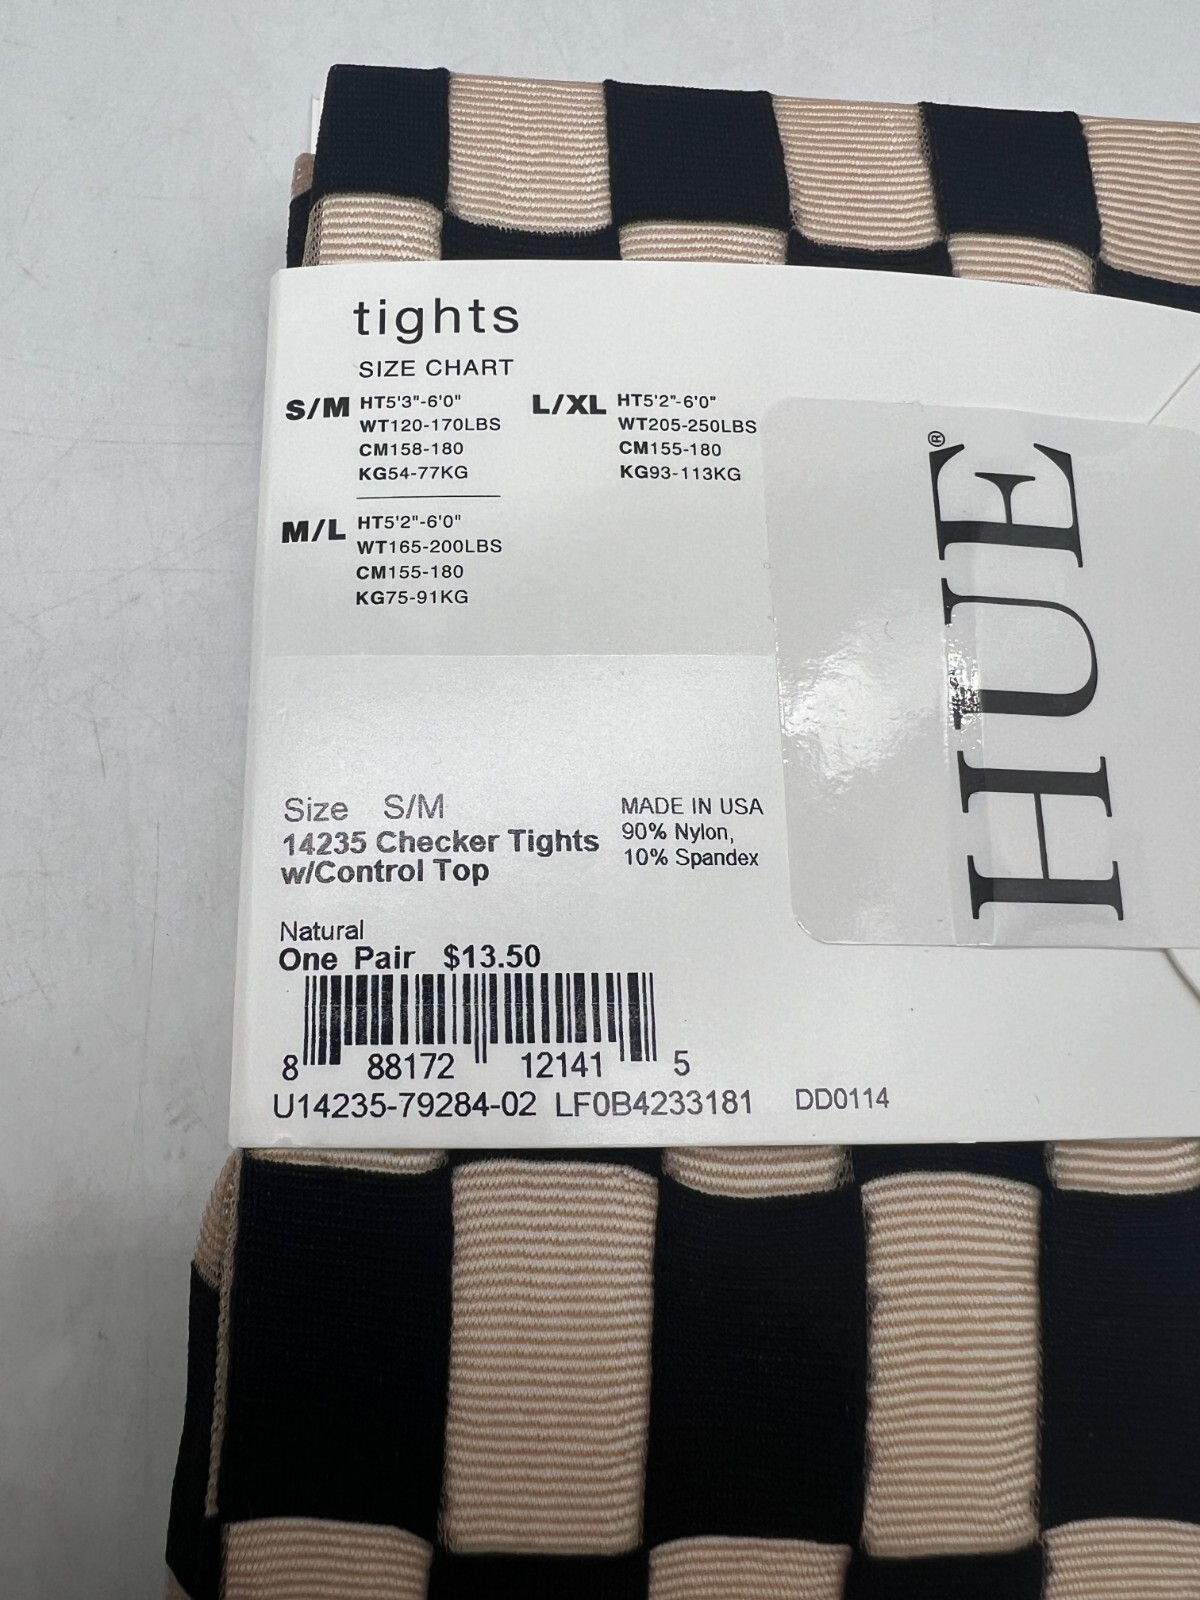 tights
SIZE CHART
S/M HT5'3"-6'0"
WT120-170LBS
CM158-180
KG54-77KG
L/XL HT5'2"-6'0"
WT205-250LBS
CM155-180
KG93-113KG
M/L HT5'2"-6'0"
WT165-200LBS
CM155-180
KG75-91KG
HUE®
Size S/M
14235 Checker Tights
w/Control Top
MADE IN USA
90% Nylon,
10% Spandex
Natural
One Pair $13.50
8 88172 12141 5
U14235-79284-02 LF0B4233181 DD0114